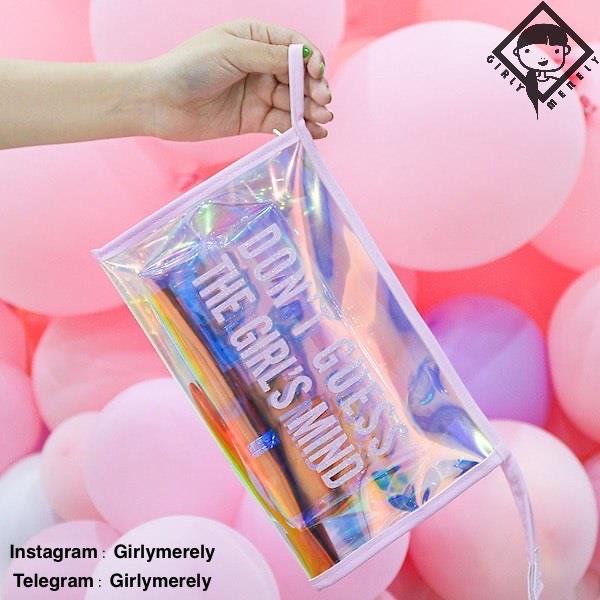 GIRLY MERELY
DON'T GUESS
THE GIRL'S MIND
Instagram : Girlymerely
Telegram : Girlymerely